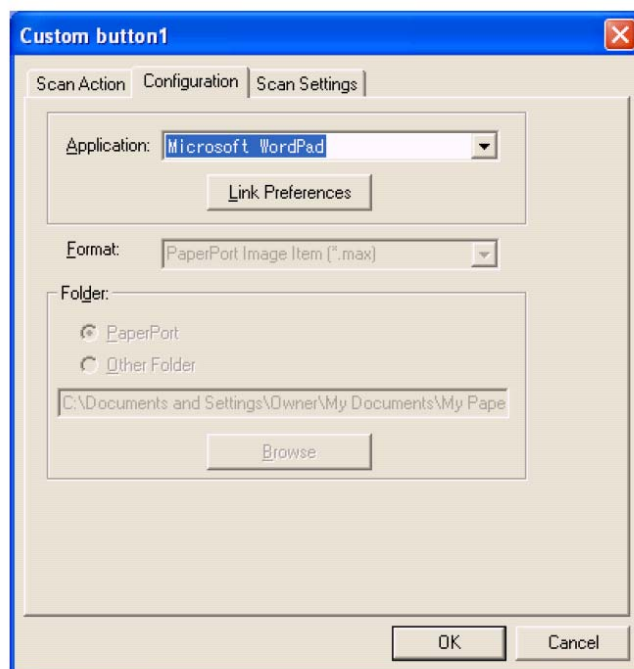 Custom button1
Scan Action Configuration Scan Settings
Application: Microsoft WordPad
Link Preferences
Format: PaperPort Image Item (*.max)
Folder:
PaperPort
Other Folder
C:\Documents and Settings\Owner\My Documents\My Pape
Browse
OK Cancel